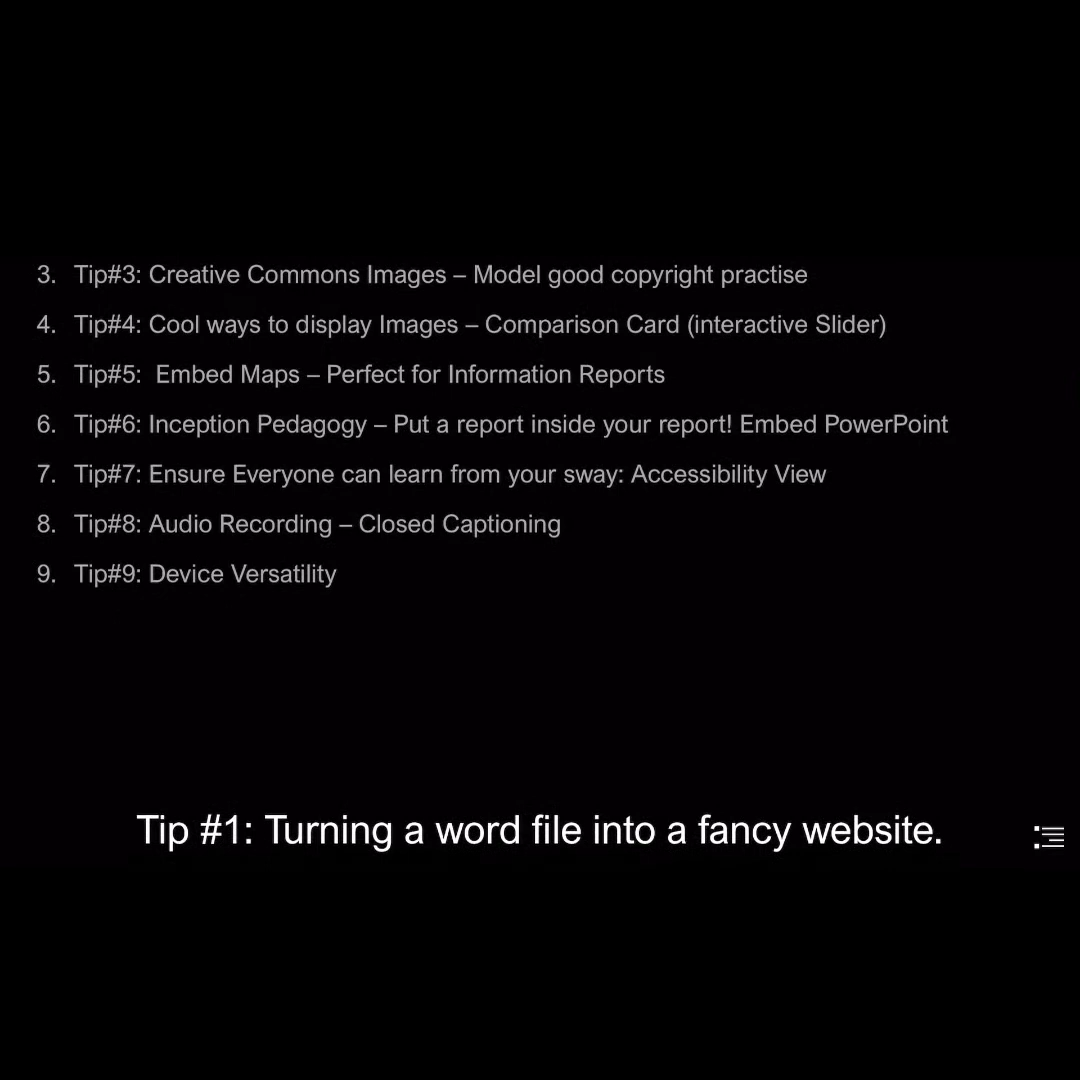 3. Tip#3: Creative Commons Images – Model good copyright practise
4. Tip#4: Cool ways to display Images – Comparison Card (interactive Slider)
5. Tip#5:  Embed Maps – Perfect for Information Reports
6. Tip#6: Inception Pedagogy – Put a report inside your report! Embed PowerPoint
7. Tip#7: Ensure Everyone can learn from your sway: Accessibility View
8. Tip#8: Audio Recording – Closed Captioning
9. Tip#9: Device Versatility
Tip #1: Turning a word file into a fancy website.